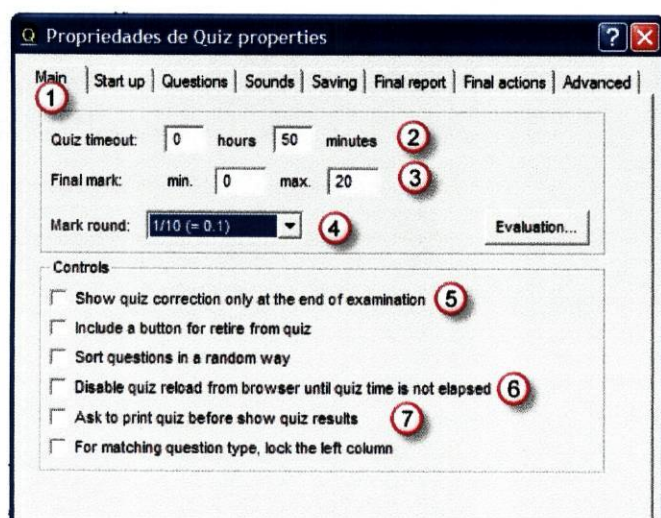 Q Propriedades de Quiz properties ? X
Main Start up Questions Sounds Saving Final report Final actions Advanced
1
Quiz timeout: 0 hours 50 minutes 2
Final mark: min. 0 max. 20 3
Mark round: 1/10 (= 0.1) 4 Evaluation...
Controls
Show quiz correction only at the end of examination 5
Include a button for retire from quiz
Sort questions in a random way
Disable quiz reload from browser until quiz time is not elapsed 6
Ask to print quiz before show quiz results 7
For matching question type, lock the left column